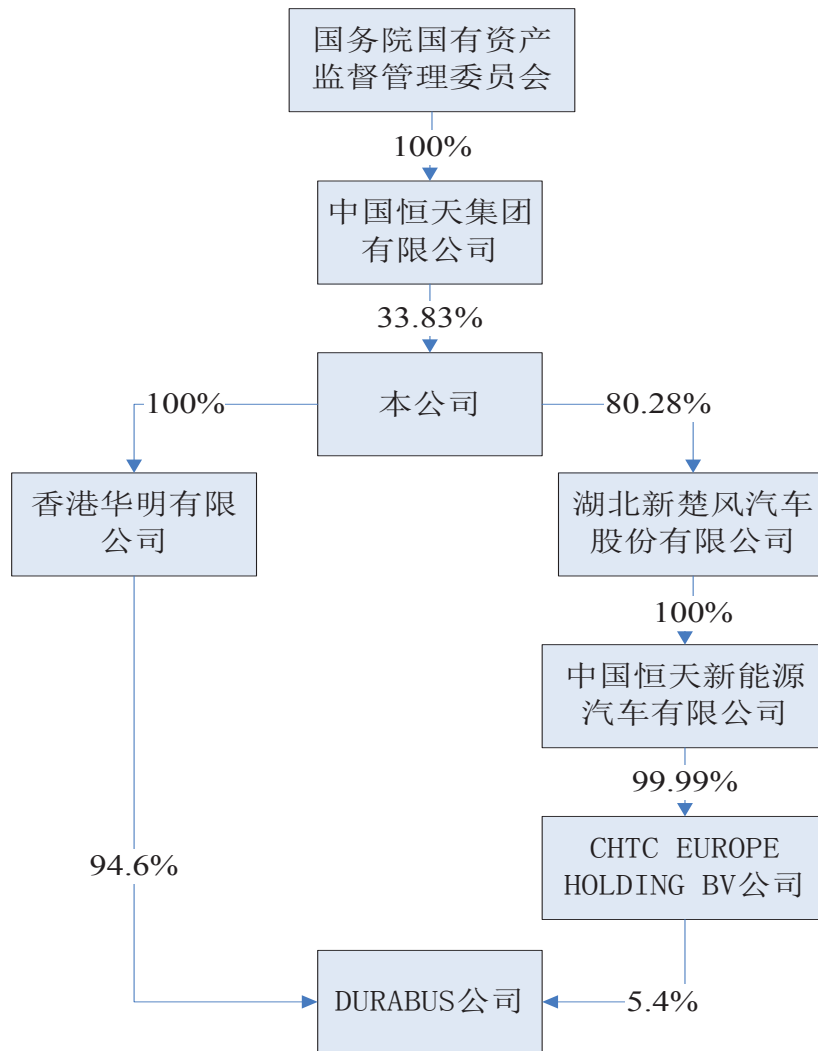 国务院国有资产
监督管理委员会
100%
中国恒天集团
有限公司
33.83%
本公司
100%
80.28%
香港华明有限
公司
湖北新楚风汽车
股份有限公司
100%
中国恒天新能源
汽车有限公司
99.99%
94.6%
CHTC EUROPE
HOLDING BV公司
DURABUS公司
5.4%